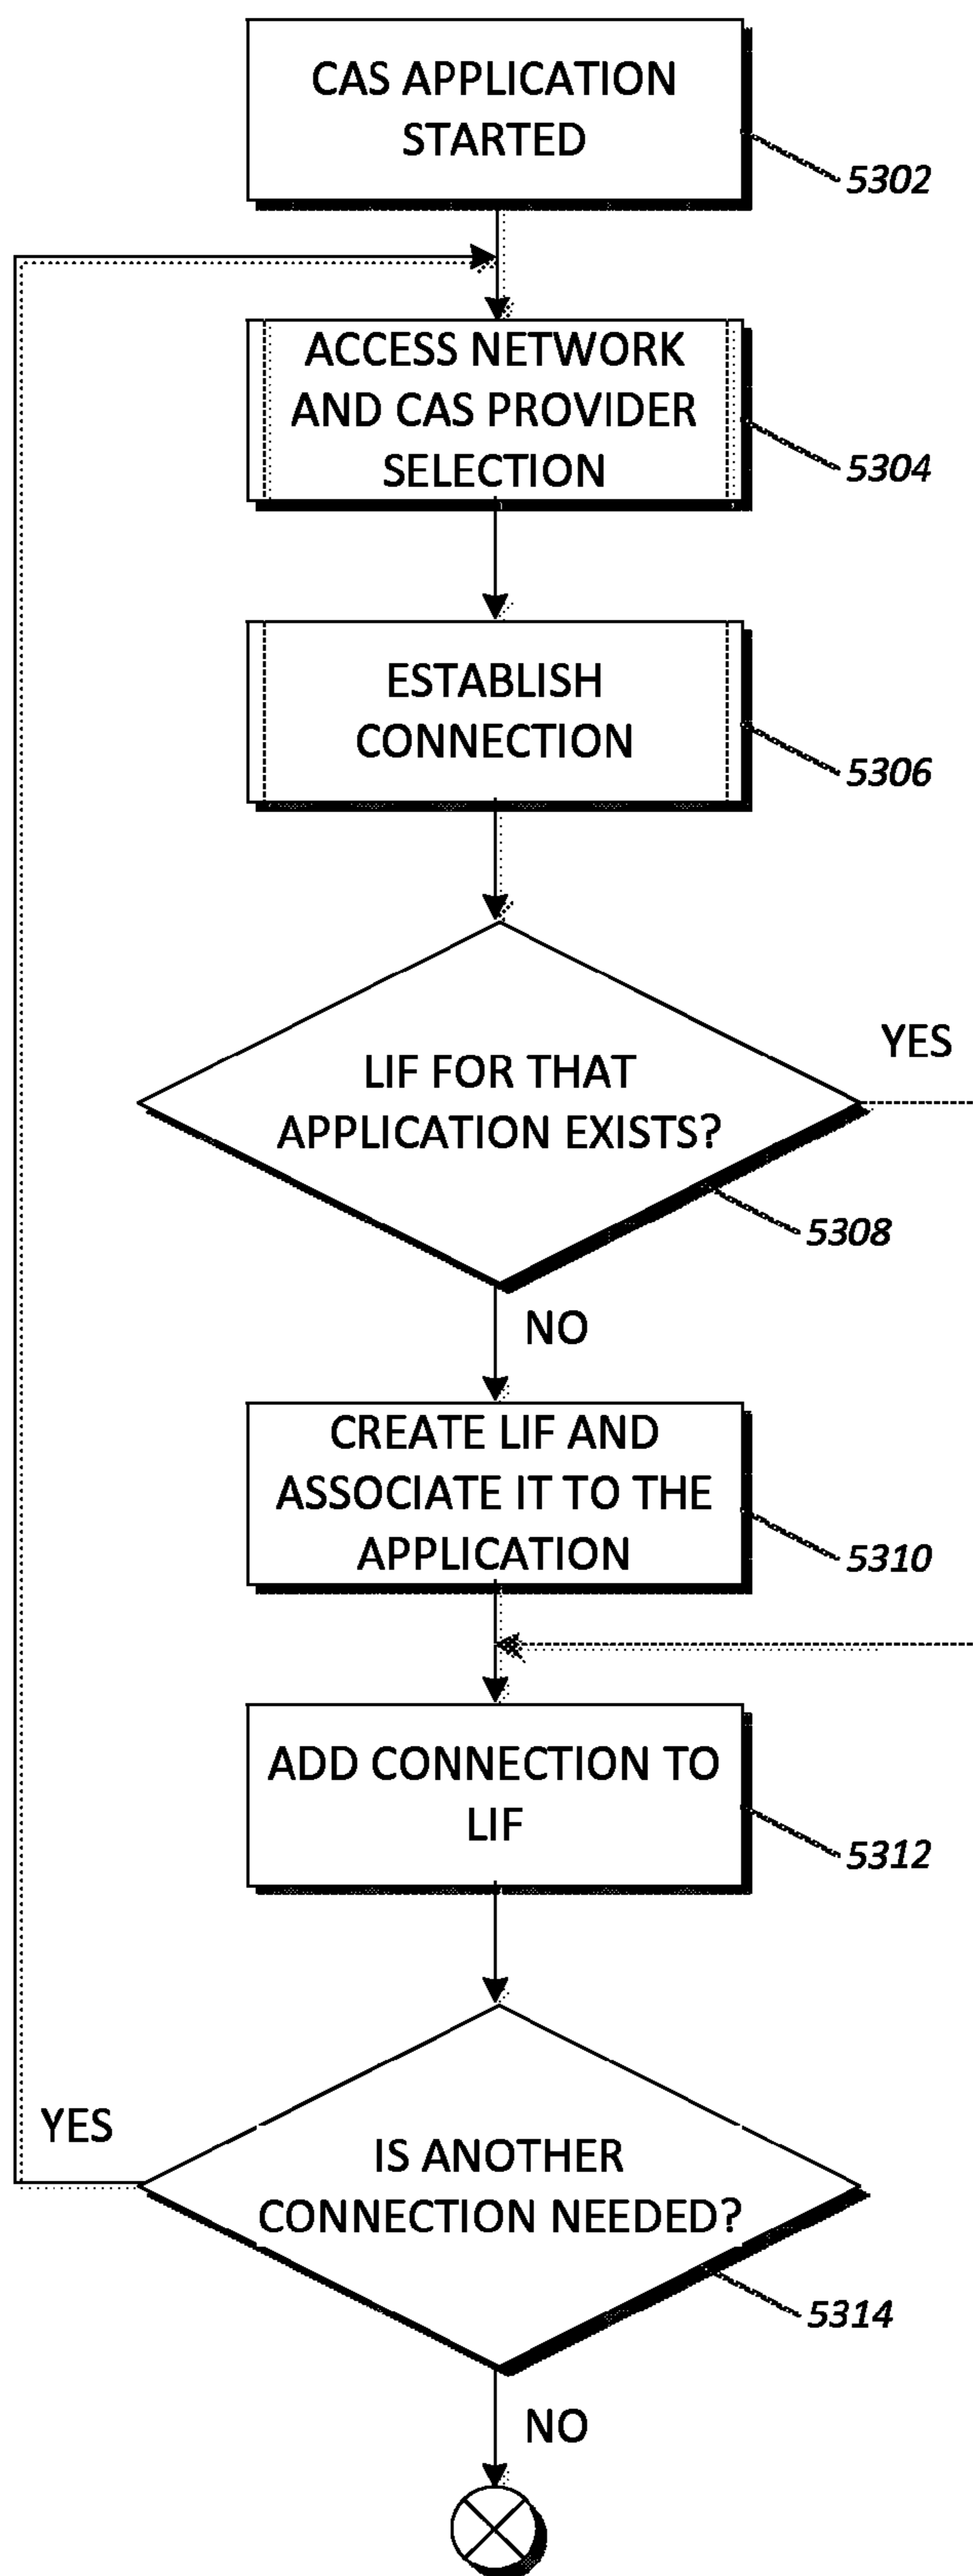 CAS APPLICATION
STARTED
5302
ACCESS NETWORK
AND CAS PROVIDER
SELECTION
5304
ESTABLISH
CONNECTION
5306
YES
LIF FOR THAT
APPLICATION EXISTS?
5308
NO
CREATE LIF AND
ASSOCIATE IT TO THE
APPLICATION
5310
ADD CONNECTION TO
LIF
5312
YES
IS ANOTHER
CONNECTION NEEDED?
5314
NO